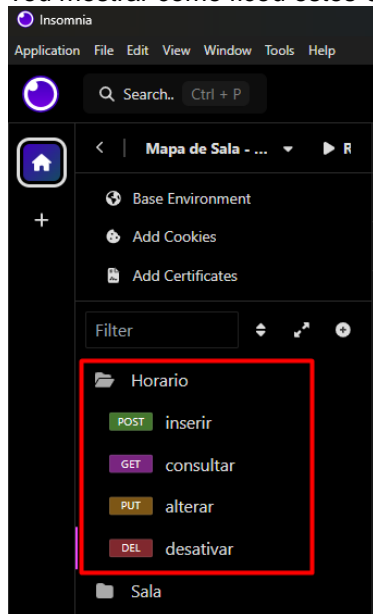 Insomnia
Application File Edit View Window Tools Help
Search.. Ctrl + P
Mapa de Sala - ...
R
Base Environment
Add Cookies
Add Certificates
Filter
Horario
POST inserir
GET consultar
PUT alterar
DEL desativar
Sala